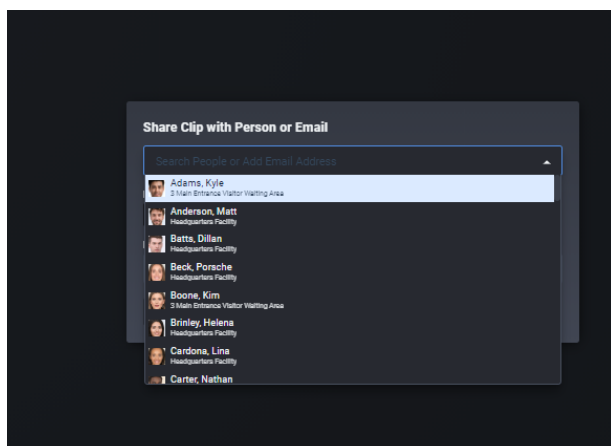 Share Clip with Person or Email
Search People or Add Email Address
Adams, Kyle
3 Main Entrance Visitor Waiting Area
Anderson, Matt
Headquarters Facility
Batts, Dillan
Headquarters Facility
Beck, Porsche
Headquarters Facility
Boone, Kim
3 Main Entrance Visitor Waiting Area
Brinley, Helena
Headquarters Facility
Cardona, Lina
Headquarters Facility
Carter, Nathan